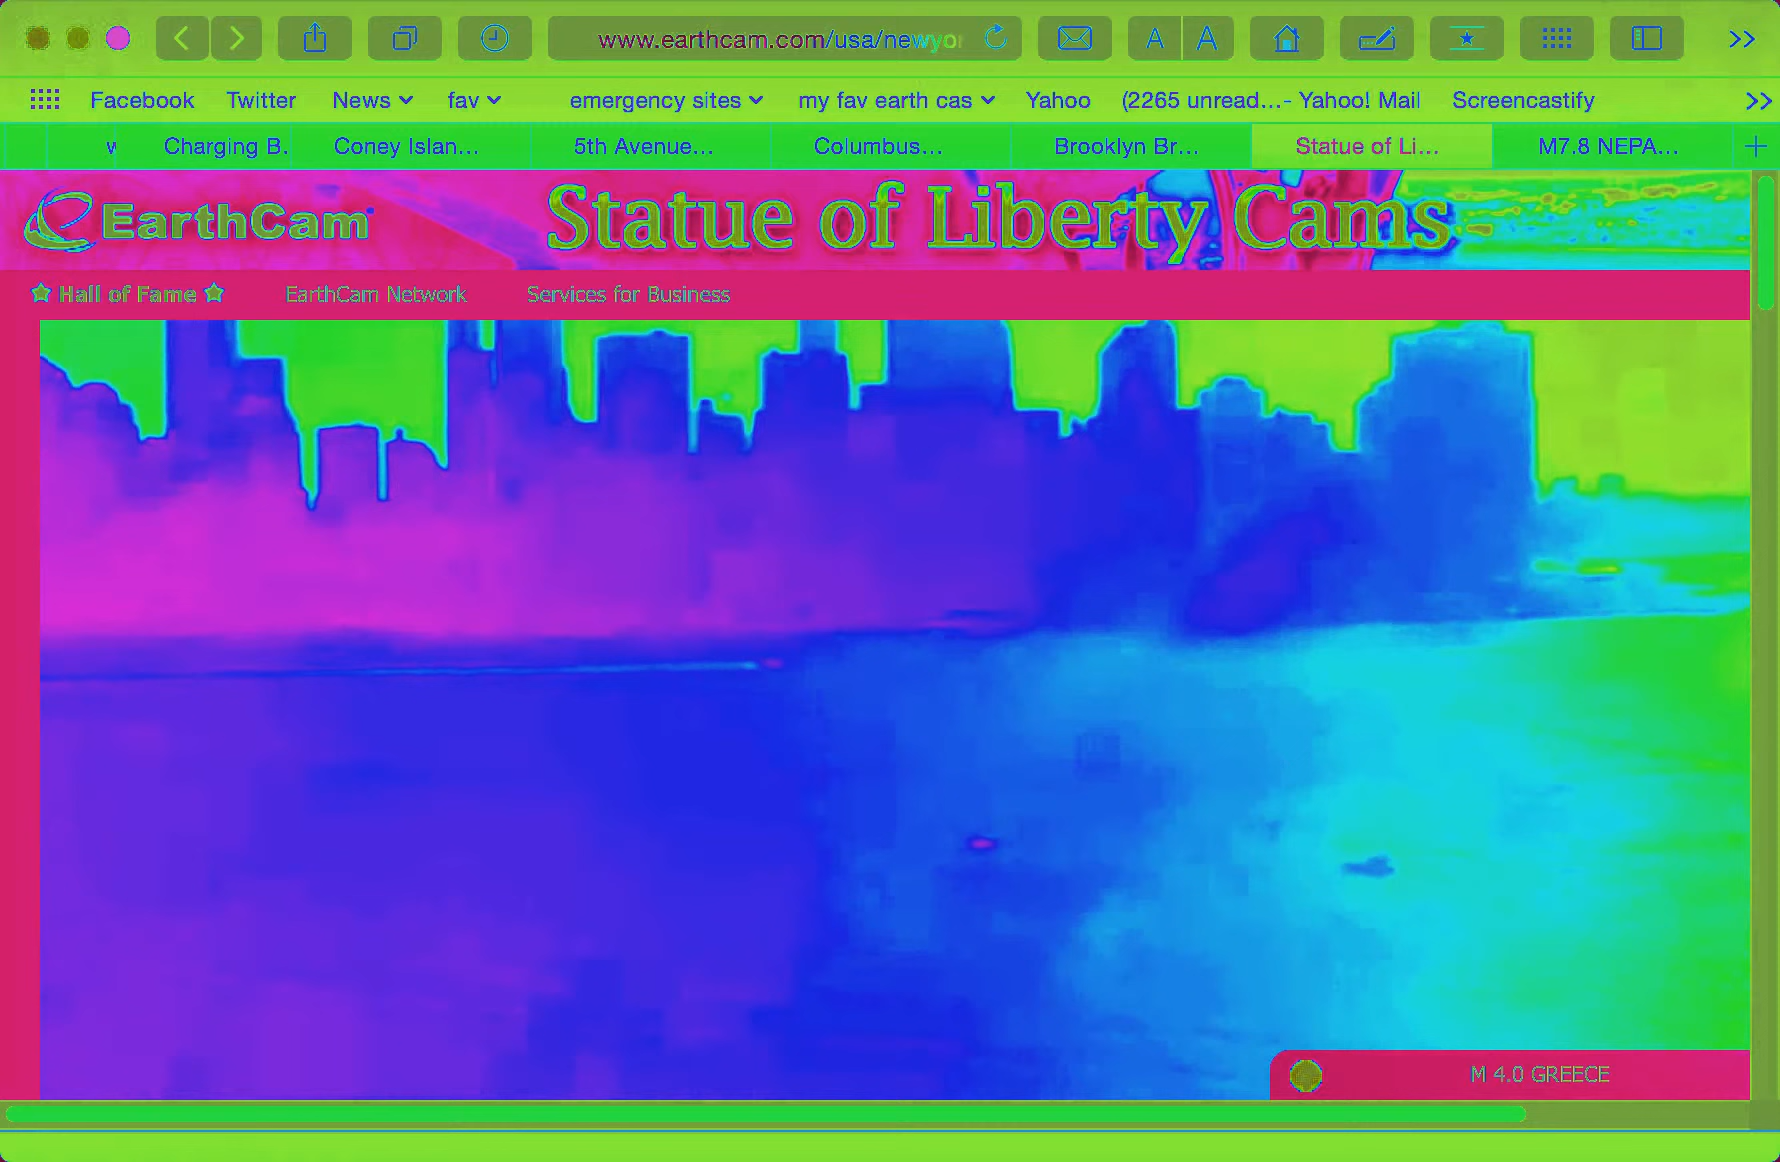 www.earthcam.com/usa/newyor
A A
Facebook Twitter News fav emergency sites my fav earth cas Yahoo (2265 unread...- Yahoo! Mail Screencastify
w Charging B. Coney Islan... 5th Avenue... Columbus... Brooklyn Br... Statue of Li... M7.8 NEPA...
EarthCam Statue of Liberty Cams
Hall of Fame EarthCam Network Services for Business
M 4.0 GREECE